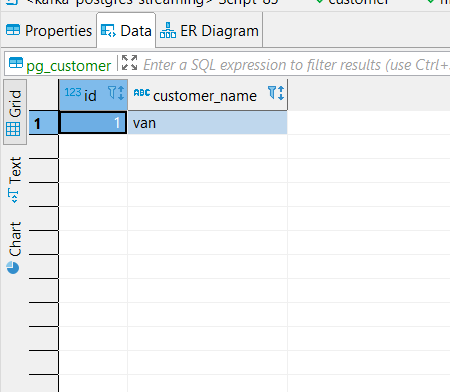 <kafka-postgres-streaming> Script-85
customer
Properties
Data
ER Diagram
pg_customer
Enter a SQL expression to filter results (use Ctrl+
Grid
Text
Chart
123 id
ABC customer_name
1
1
van